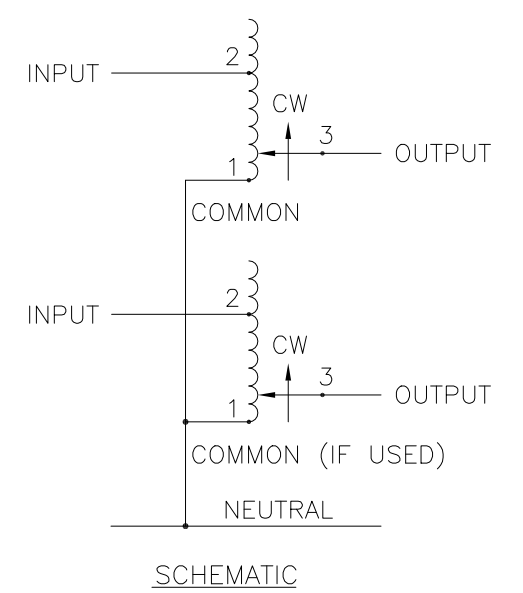 2
INPUT
CW
3
OUTPUT
1
COMMON
2
INPUT
CW
3
OUTPUT
1
COMMON (IF USED)
NEUTRAL
SCHEMATIC